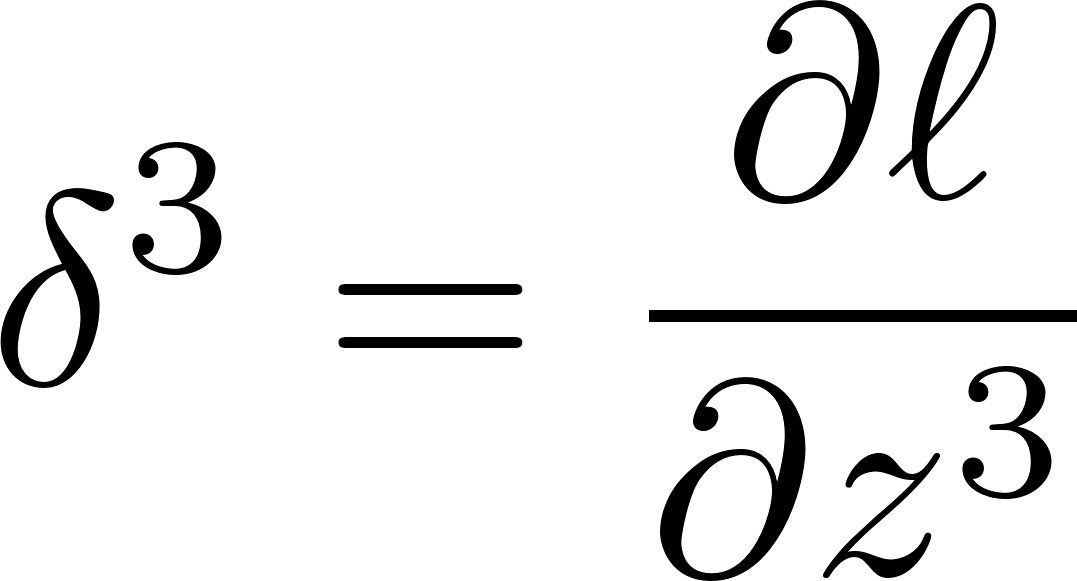 δ³ = ∂ℓ / ∂z³